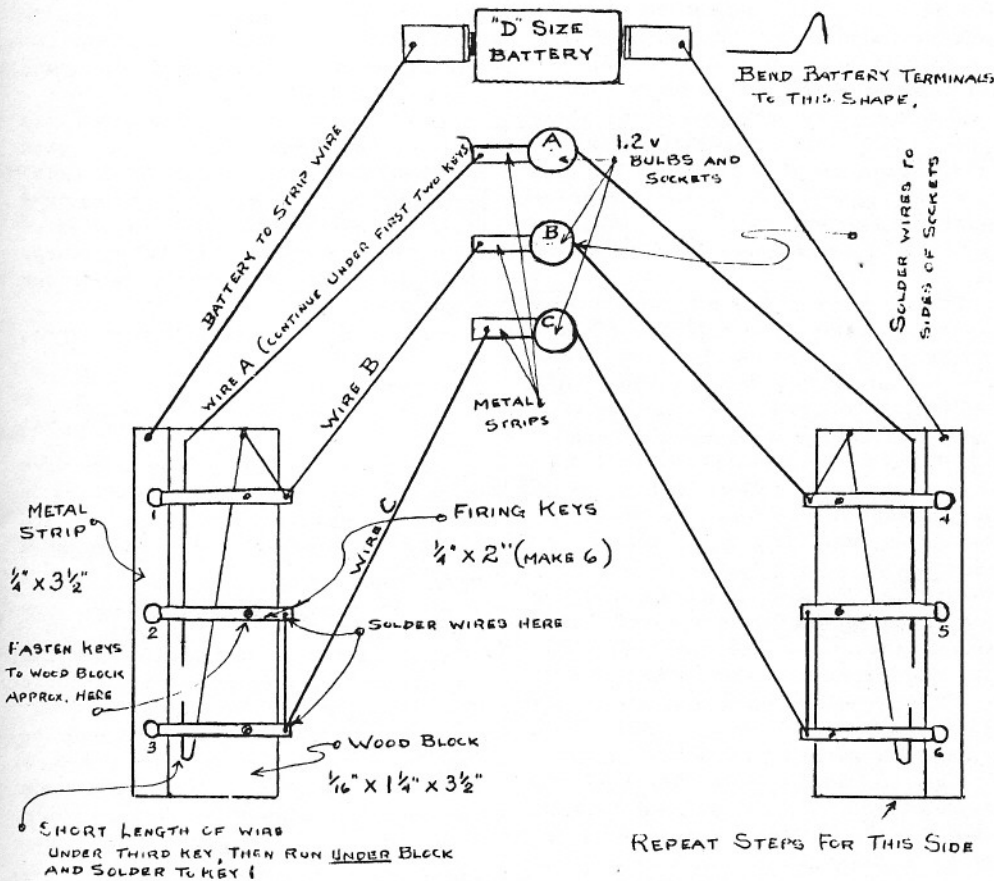 "D" SIZE
BATTERY
BEND BATTERY TERMINALS
TO THIS SHAPE.
BATTERY TO STRIP WIRE
WIRE A (CONTINUE UNDER FIRST TWO KEYS)
WIRE B
WIRE C
A
B
C
1.2 V
BULBS AND
SOCKETS
SOLDER WIRES TO
SIDES OF SOCKETS
METAL
STRIPS
METAL
STRIP
1/4" X 3 1/2"
1
2
3
FIRING KEYS
1/4" X 2" (MAKE 6)
SOLDER WIRES HERE
FASTEN KEYS
TO WOOD BLOCK
APPROX. HERE
WOOD BLOCK
1/16" X 1 1/4" X 3 1/2"
SHORT LENGTH OF WIRE
UNDER THIRD KEY, THEN RUN UNDER BLOCK
AND SOLDER TO KEY 1
4
5
6
REPEAT STEPS FOR THIS SIDE